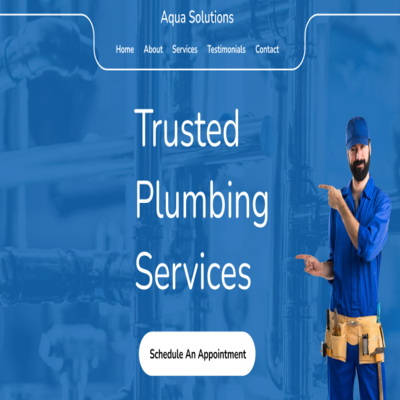 Aqua Solutions
Home About Services Testimonials Contact
Trusted
Plumbing
Services
Schedule An Appointment